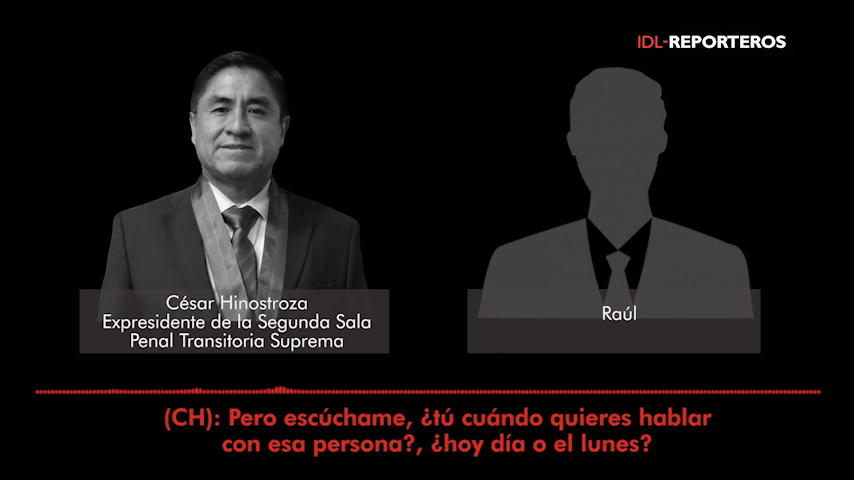 IDL-REPORTEROS
César Hinostroza
Expresidente de la Segunda Sala
Penal Transitoria Suprema
Raúl
(CH): Pero escúchame, ¿tú cuándo quieres hablar
con esa persona?, ¿hoy día o el lunes?